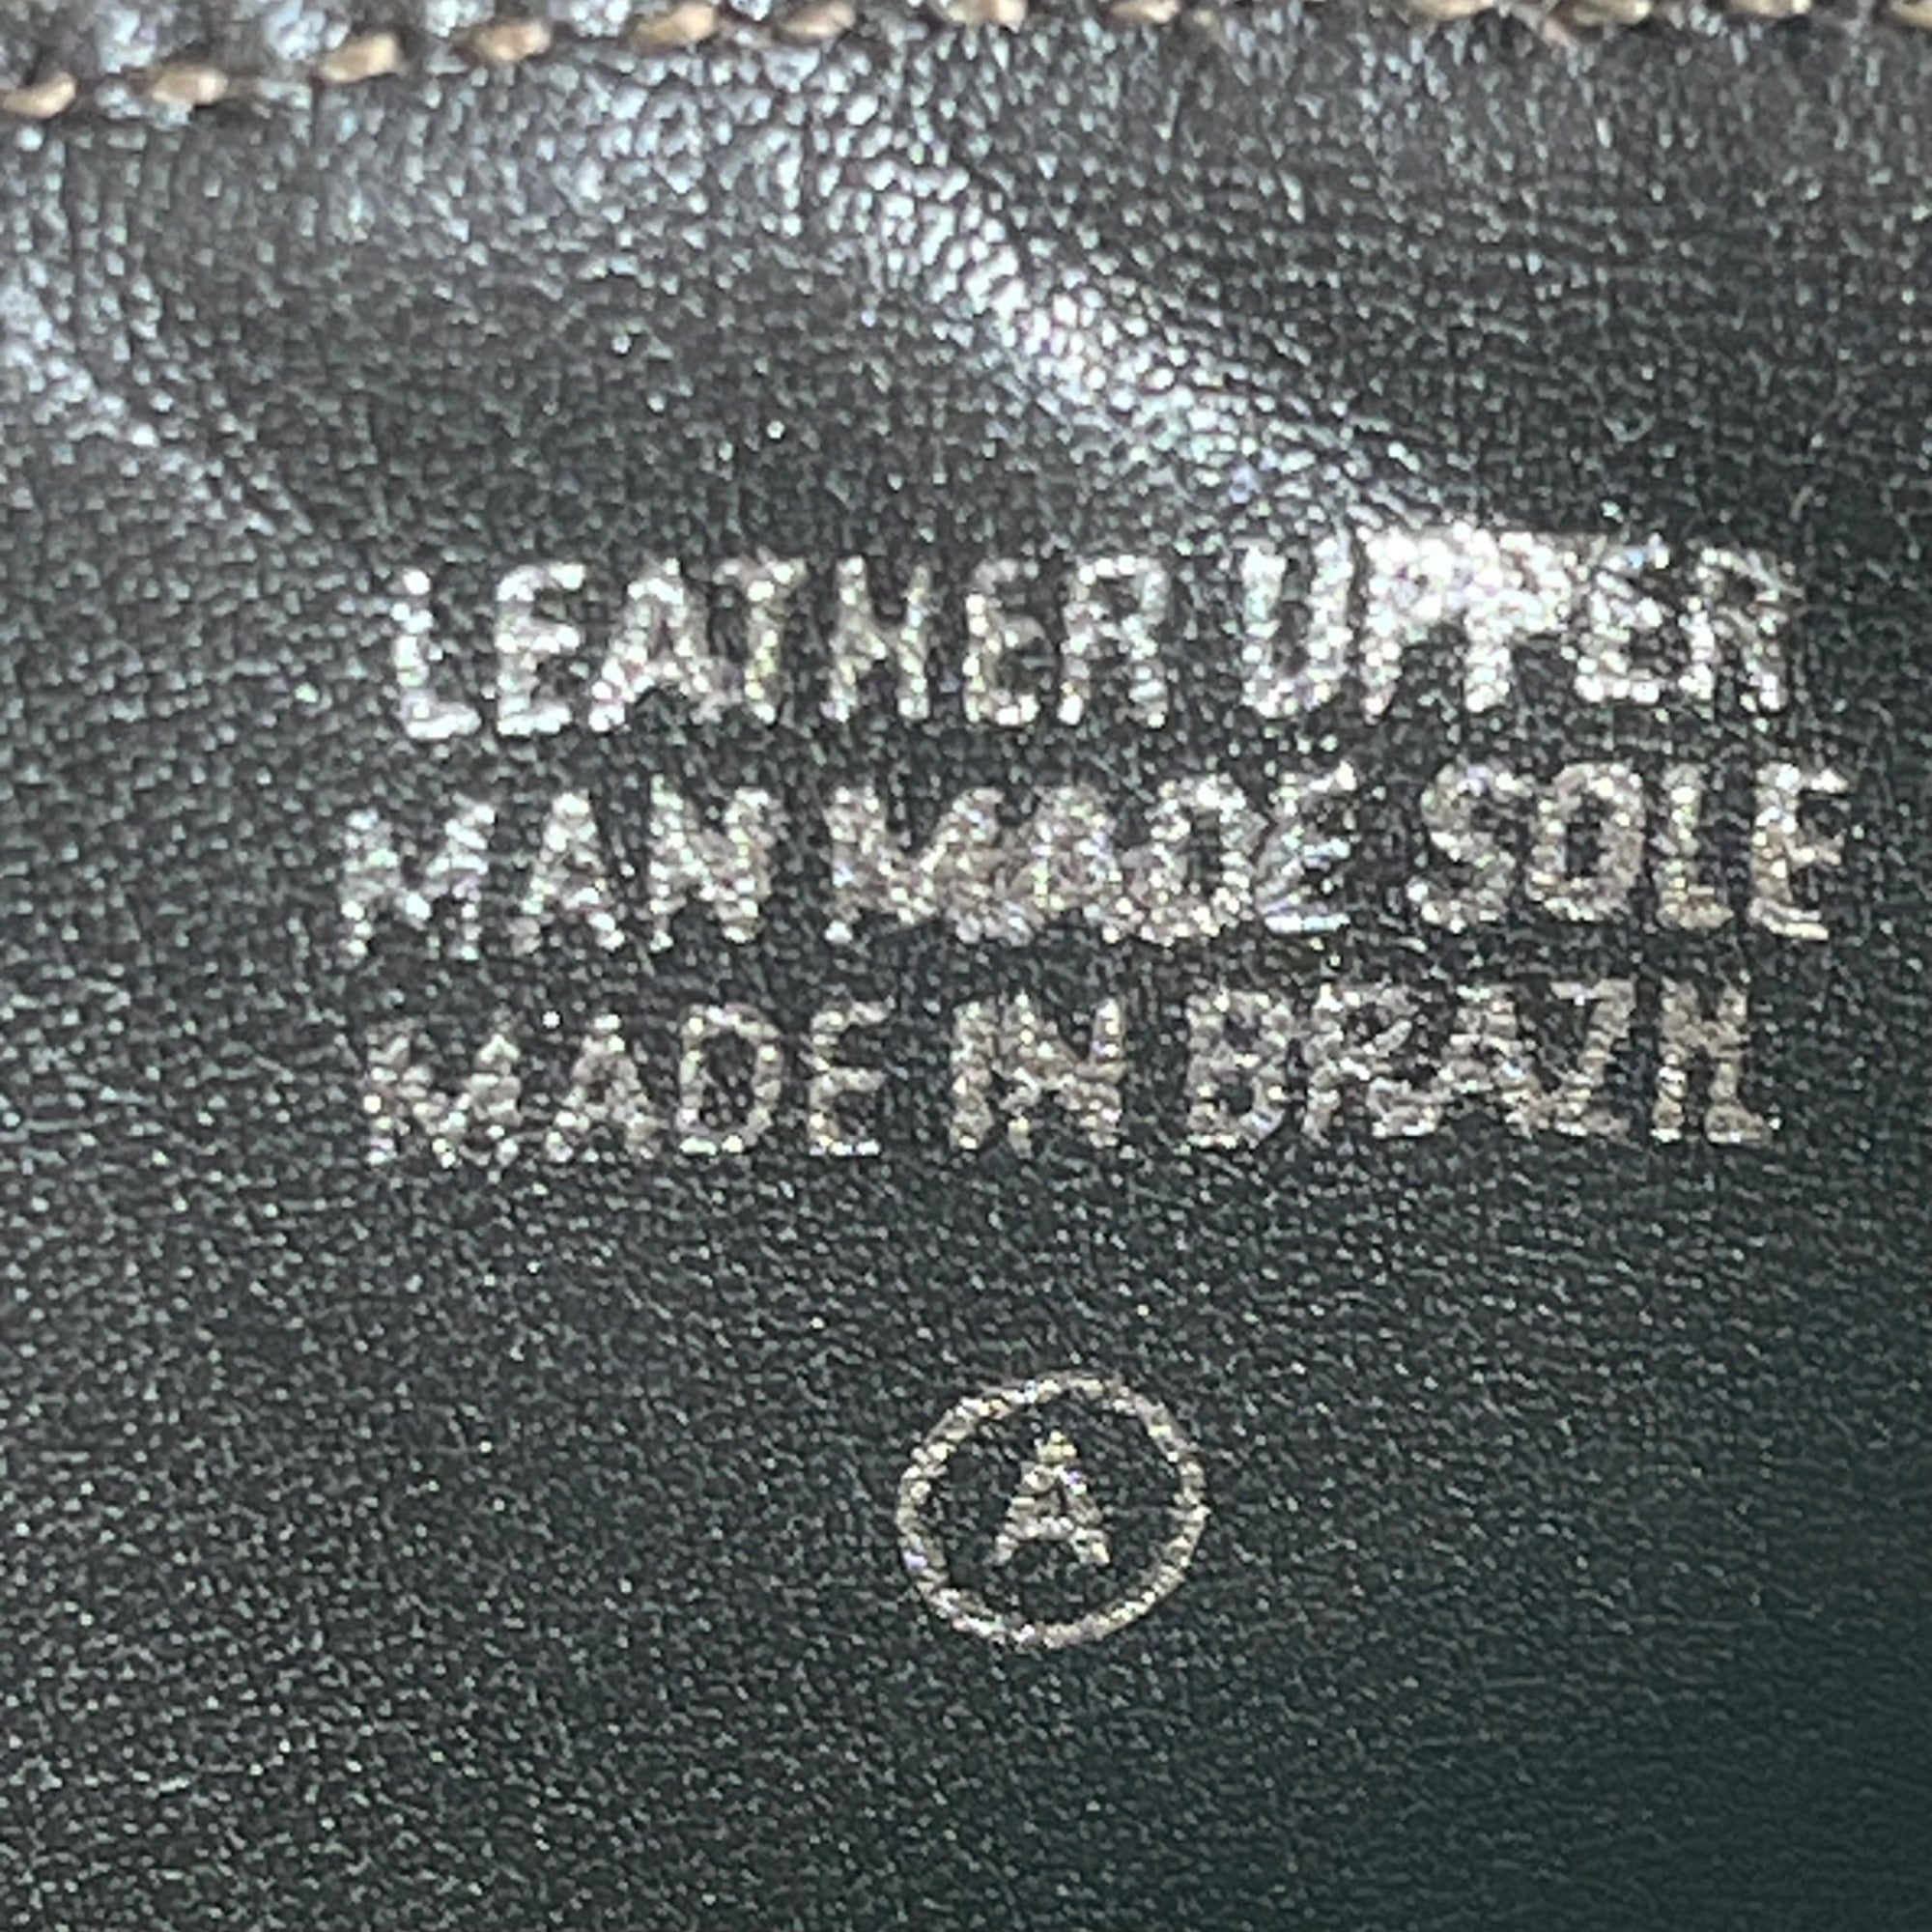 LEATHER UPPER
MAN MADE SOLE
MADE IN BRAZIL
A